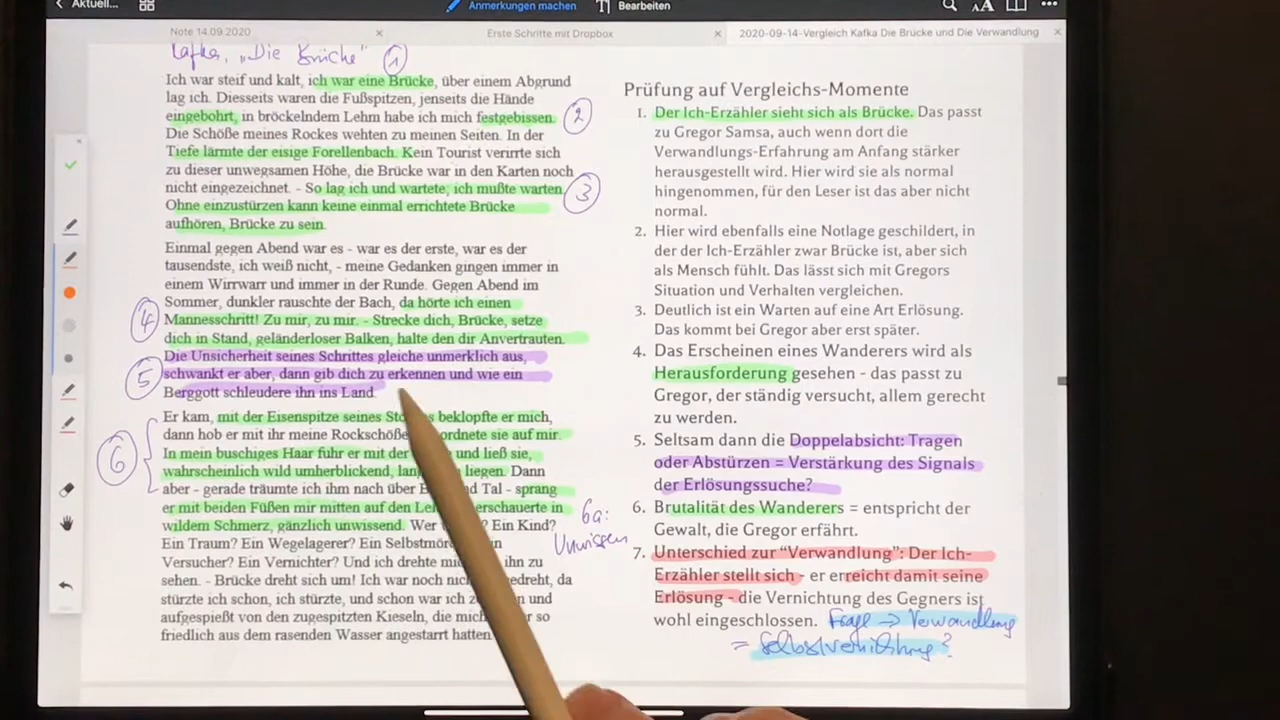 Aktuell...
Anmerkungen machen
Bearbeiten
Note 14.09.2020
Erste Schritte mit Dropbox
2020-09-14-Vergleich Kafka Die Brücke und Die Verwandlung
Kafka, „Die Brücke" 1
Ich war steif und kalt, ich war eine Brücke, über einem Abgrund
lag ich. Diesseits waren die Fußspitzen, jenseits die Hände
eingebohrt, in bröckelndem Lehm habe ich mich festgebissen.
2
Die Schöße meines Rockes wehten zu meinen Seiten. In der
Tiefe lärmte der eisige Forellenbach. Kein Tourist verirrte sich
zu dieser unwegsamen Höhe, die Brücke war in den Karten noch
nicht eingezeichnet. - So lag ich und wartete; ich mußte warten.
3
Ohne einzustürzen kann keine einmal errichtete Brücke
aufhören, Brücke zu sein.
Einmal gegen Abend war es - war es der erste, war es der
tausendste, ich weiß nicht, - meine Gedanken gingen immer in
einem Wirrwarr und immer in der Runde. Gegen Abend im
Sommer, dunkler rauschte der Bach, da hörte ich einen
4
Mannesschritt! Zu mir, zu mir. - Strecke dich, Brücke, setze
dich in Stand, geländerloser Balken, halte den dir Anvertrauten.
Die Unsicherheit seines Schrittes gleiche unmerklich aus,
5
schwankt er aber, dann gib dich zu erkennen und wie ein
Berggott schleudere ihn ins Land.
Er kam, mit der Eisenspitze seines beklopfte er mich,
dann hob er mit ihr meine Rockschöße ordnete sie auf mir.
6
In mein buschiges Haar fuhr er mit der und ließ sie,
wahrscheinlich wild umherblickend, liegen. Dann
aber - gerade träumte ich ihm nach über Tal - sprang
er mit beiden Füßen mir mitten auf den erschauerte in
wildem Schmerz, gänzlich unwissend. Wer Ein Kind?
6a:
Unwissen
Ein Traum? Ein Wegelagerer? Ein
Versucher? Ein Vernichter? Und ich drehte ihn zu
sehen. - Brücke dreht sich um! Ich war noch da
stürzte ich schon, ich stürzte, und schon war ich und
aufgespießt von den zugespitzten Kieseln, die so
friedlich aus dem rasenden Wasser angestarrt hatten
Prüfung auf Vergleichs-Momente
1. Der Ich-Erzähler sieht sich als Brücke. Das passt
zu Gregor Samsa, auch wenn dort die
Verwandlungs-Erfahrung am Anfang stärker
herausgestellt wird. Hier wird sie als normal
hingenommen, für den Leser ist das aber nicht
normal.
2. Hier wird ebenfalls eine Notlage geschildert, in
der der Ich-Erzähler zwar Brücke ist, aber sich
als Mensch fühlt. Das lässt sich mit Gregors
Situation und Verhalten vergleichen.
3. Deutlich ist ein Warten auf eine Art Erlösung.
Das kommt bei Gregor aber erst später.
4. Das Erscheinen eines Wanderers wird als
Herausforderung gesehen - das passt zu
Gregor, der ständig versucht, allem gerecht
zu werden.
5. Seltsam dann die Doppelabsicht: Tragen
oder Abstürzen = Verstärkung des Signals
der Erlösungssuche?
6. Brutalität des Wanderers = entspricht der
Gewalt, die Gregor erfährt.
7. Unterschied zur "Verwandlung": Der Ich-
Erzähler stellt sich - er erreicht damit seine
Erlösung - die Vernichtung des Gegners ist
wohl eingeschlossen. Frage → Verwandlung
= Selbstvernichtung?